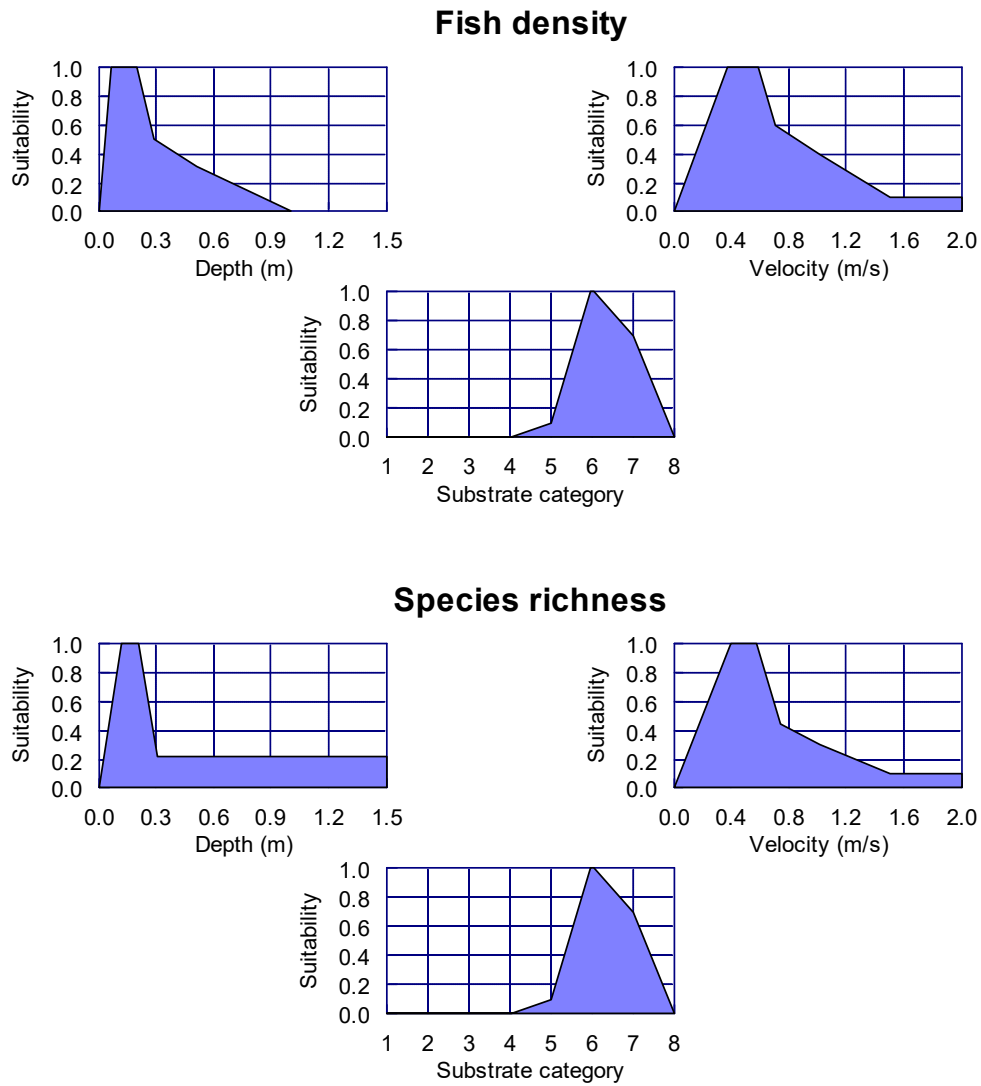 Fish density
Suitability
1.0
0.8
0.6
0.4
0.2
0.0
0.0 0.3 0.6 0.9 1.2 1.5
Depth (m)
Suitability
1.0
0.8
0.6
0.4
0.2
0.0
0.0 0.4 0.8 1.2 1.6 2.0
Velocity (m/s)
Suitability
1.0
0.8
0.6
0.4
0.2
0.0
1 2 3 4 5 6 7 8
Substrate category
Species richness
Suitability
1.0
0.8
0.6
0.4
0.2
0.0
0.0 0.3 0.6 0.9 1.2 1.5
Depth (m)
Suitability
1.0
0.8
0.6
0.4
0.2
0.0
0.0 0.4 0.8 1.2 1.6 2.0
Velocity (m/s)
Suitability
1.0
0.8
0.6
0.4
0.2
0.0
1 2 3 4 5 6 7 8
Substrate category